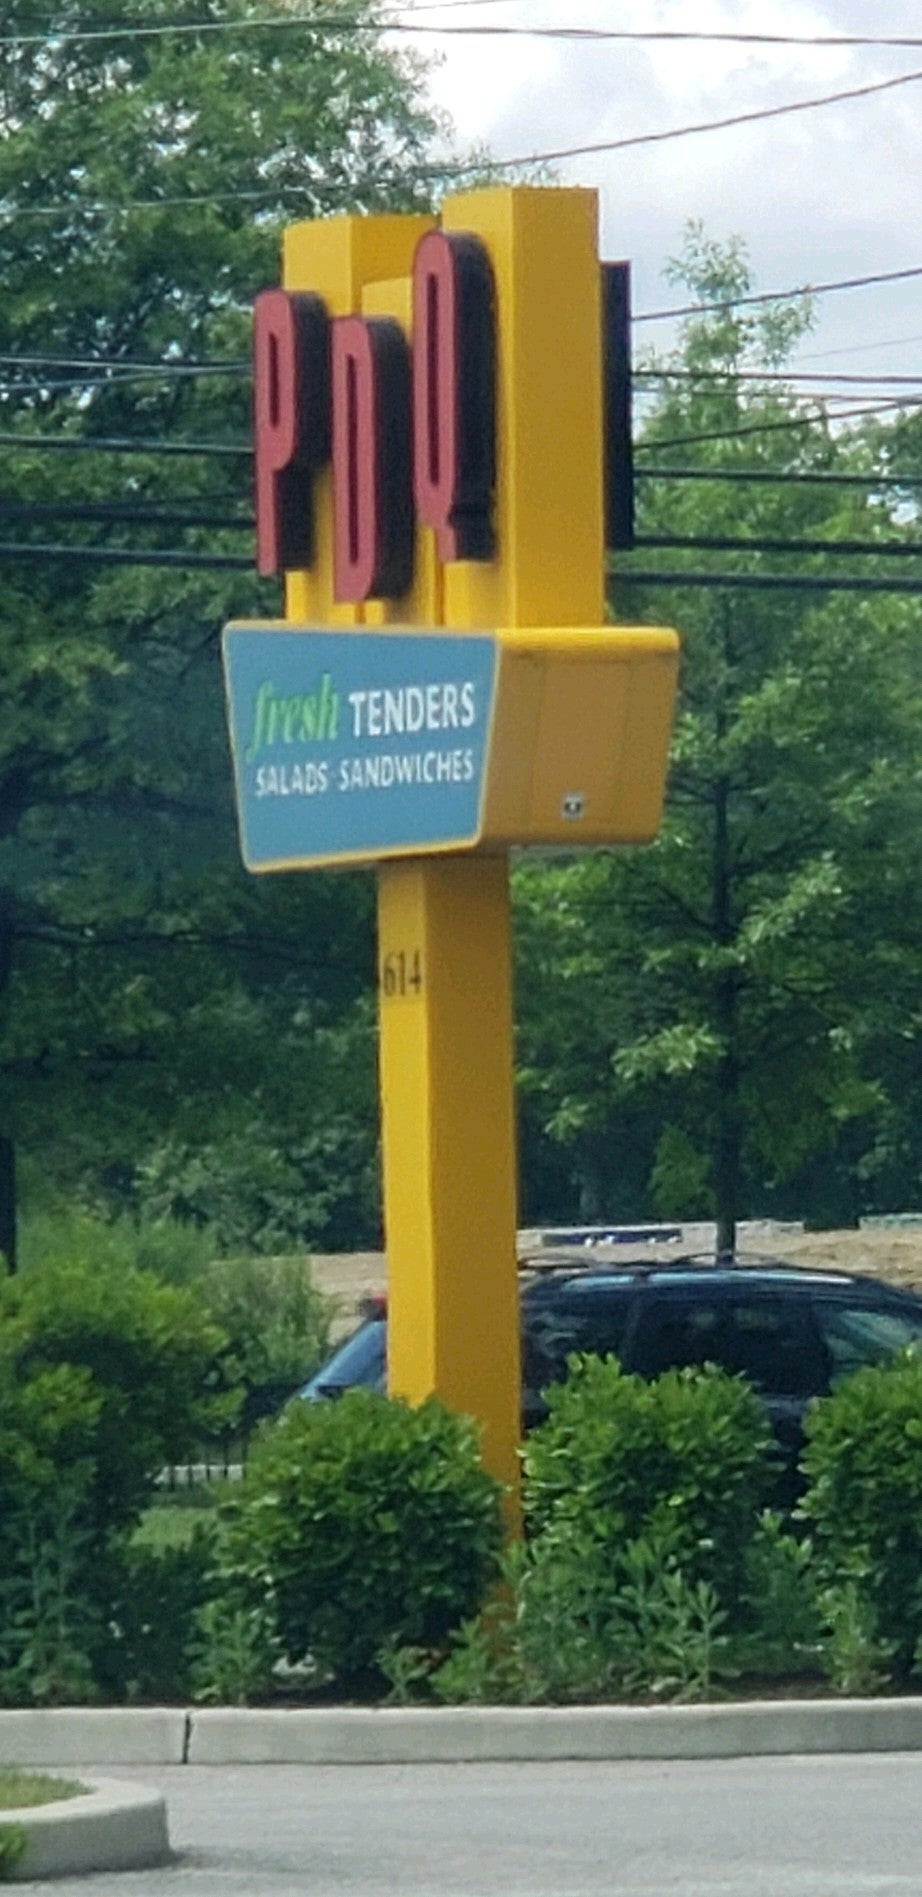 PDQ
fresh TENDERS
SALADS SANDWICHES
614